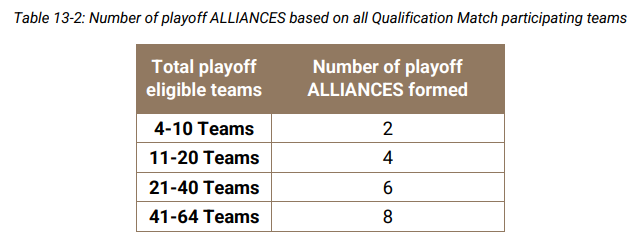 Table 13-2: Number of playoff ALLIANCES based on all Qualification Match participating teams
Total playoff eligible teams Number of playoff ALLIANCES formed
4-10 Teams 2
11-20 Teams 4
21-40 Teams 6
41-64 Teams 8